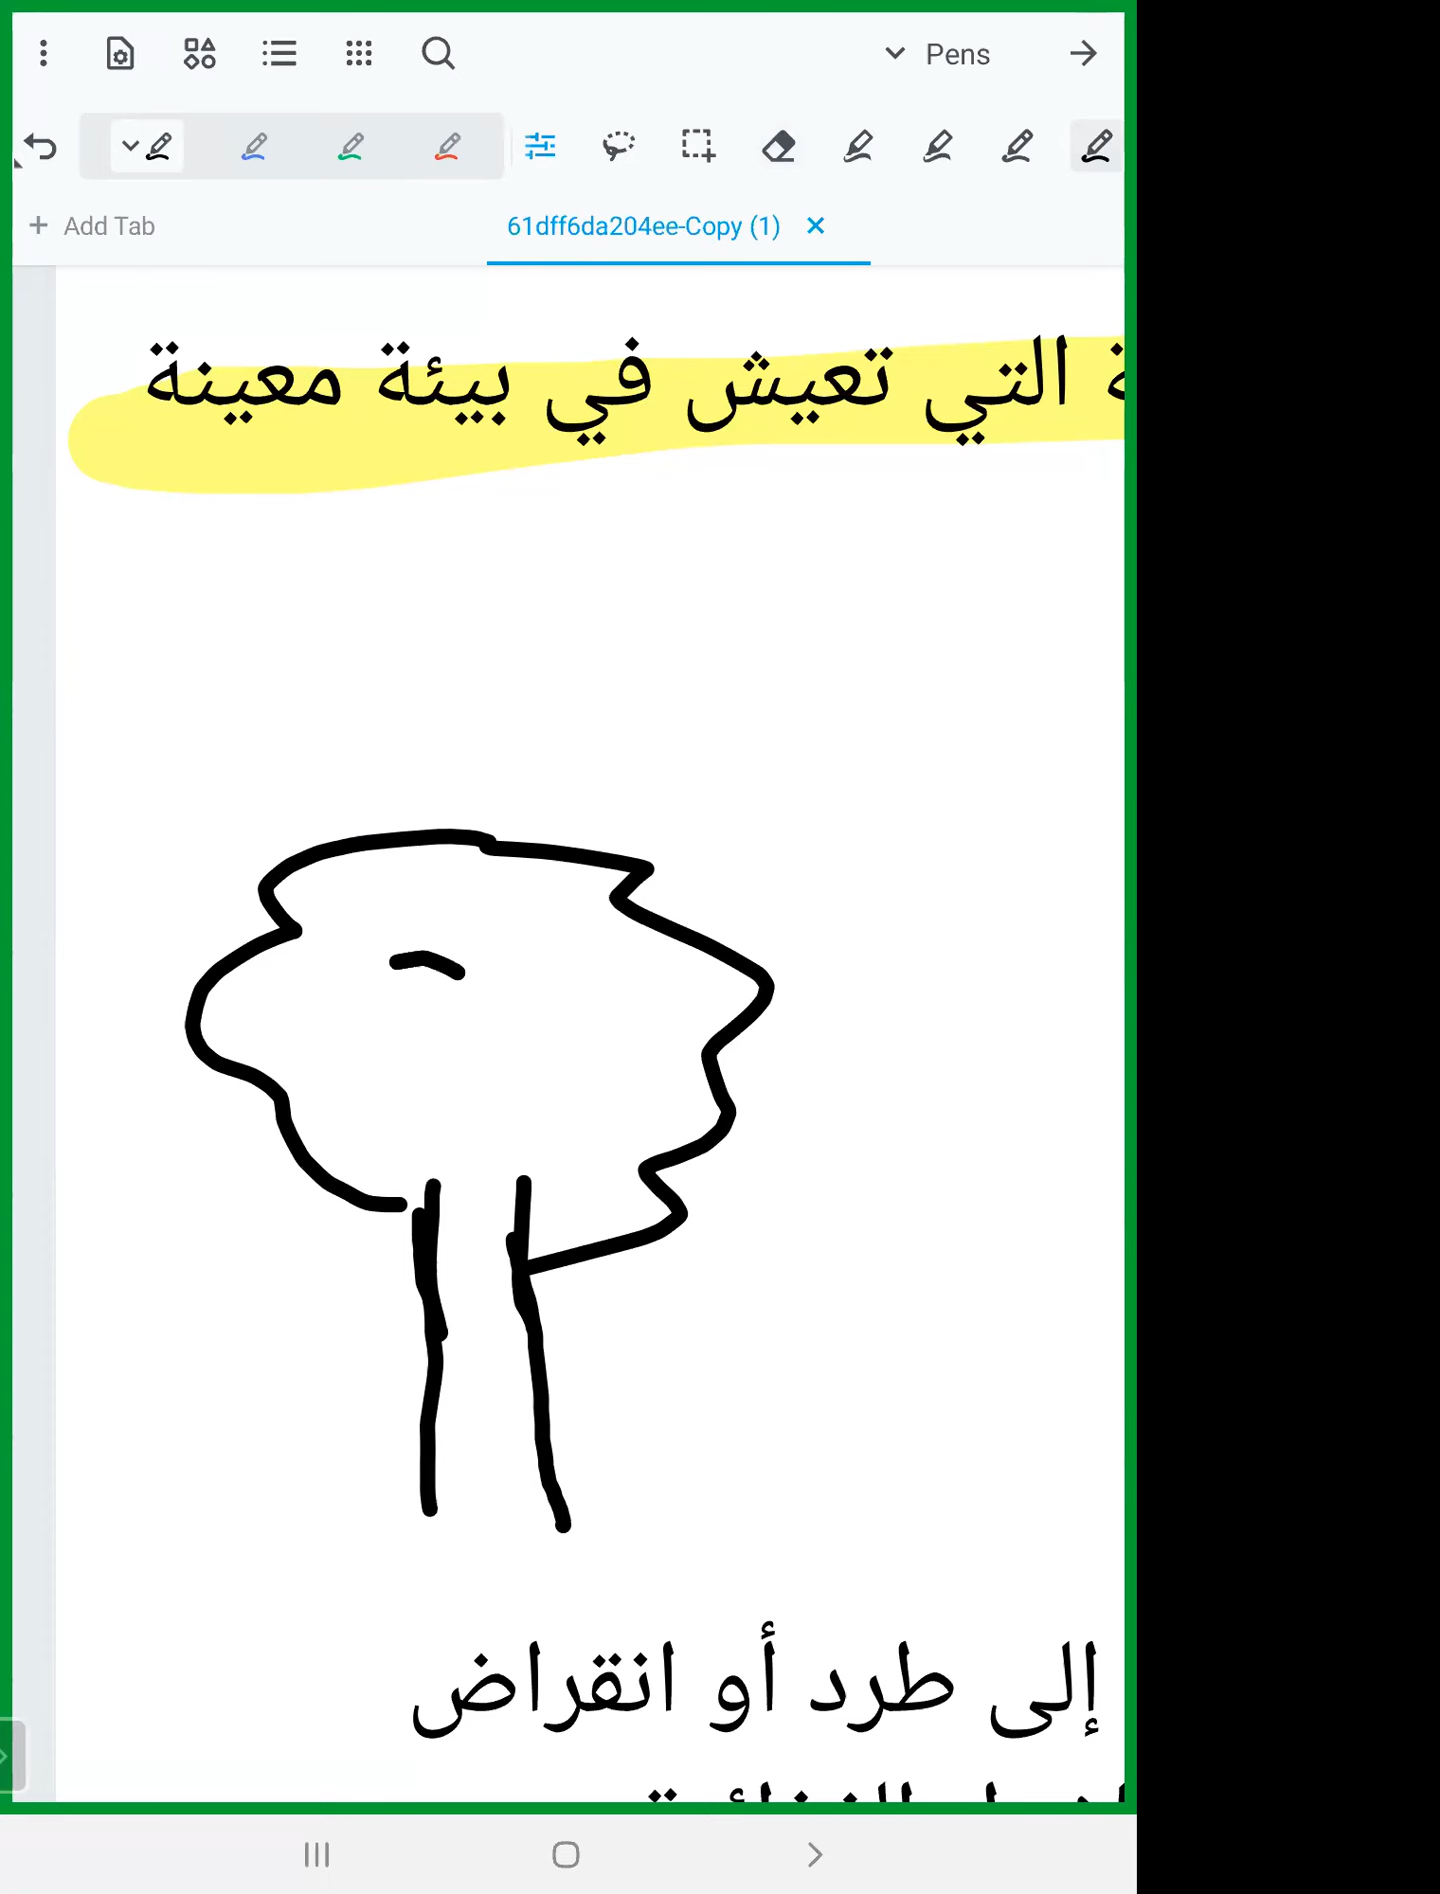 Pens
Add Tab
61dff6da204ee-Copy (1)
التي تعيش في بيئة معينة
إلى طرد أو انقراض